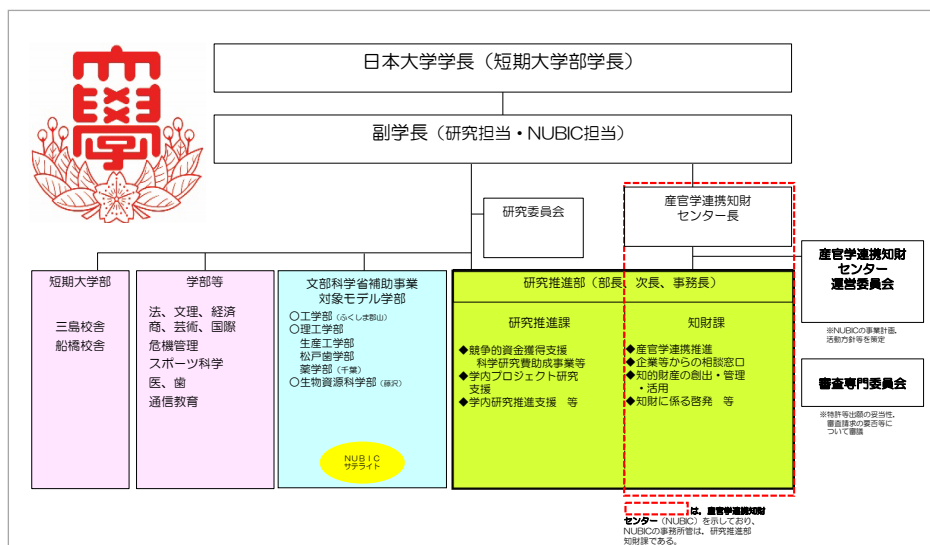 大學
日本大学学長（短期大学部学長）
副学長（研究担当・NUBIC担当）
研究委員会
産官学連携知財
センター長
短期大学部
三島校舎
船橋校舎
学部等
法、文理、経済
商、芸術、国際
危機管理
スポーツ科学
医、歯
通信教育
文部科学省補助事業
対象モデル学部
○工学部（ふくしま郡山）
○理工学部
生産工学部
松戸歯学部
薬学部（千葉）
○生物資源科学部（藤沢）
NUBIC
サテライト
研究推進部（部長、次長、事務長）
研究推進課
◆競争的資金獲得支援
科学研究費助成事業等
◆学内プロジェクト研究
支援
◆学内研究推進支援　等
知財課
◆産官学連携推進
◆企業等からの相談窓口
◆知的財産の創出・管理
・活用
◆知財に係る啓発　等
産官学連携知財
センター
運営委員会
※NUBICの事業計画、
活動方針等を策定
審査専門委員会
※特許等出願の妥当性、
審査請求の要否等に
ついて審議
は、産官学連携知財
センター（NUBIC）を示しており、
NUBICの事務所管は、研究推進部
知財課である。